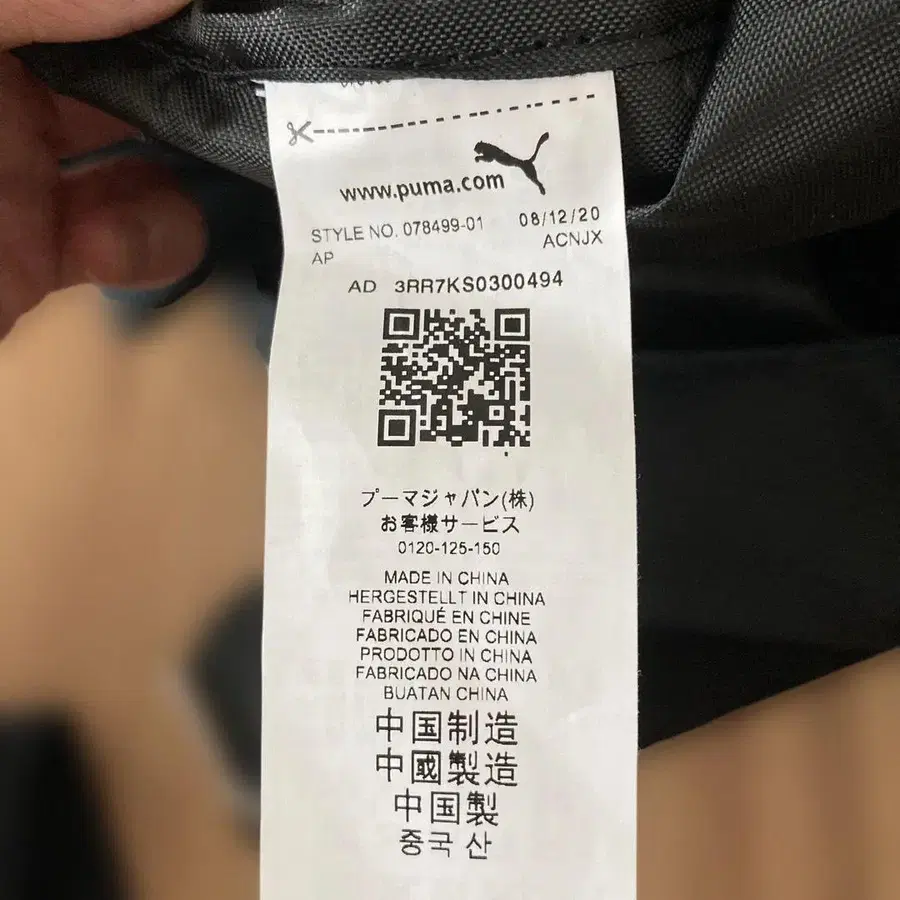 www.puma.com
STYLE NO. 078499-01 08/12/20
AP ACNJX
AD 3RR7KS0300494
プーマジャパン(株)
お客様サービス
0120-125-150
MADE IN CHINA
HERGESTELLT IN CHINA
FABRIQUÉ EN CHINE
FABRICADO EN CHINA
PRODOTTO IN CHINA
FABRICADO NA CHINA
BUATAN CHINA
中国制造
中國製造
中国製
중국 산